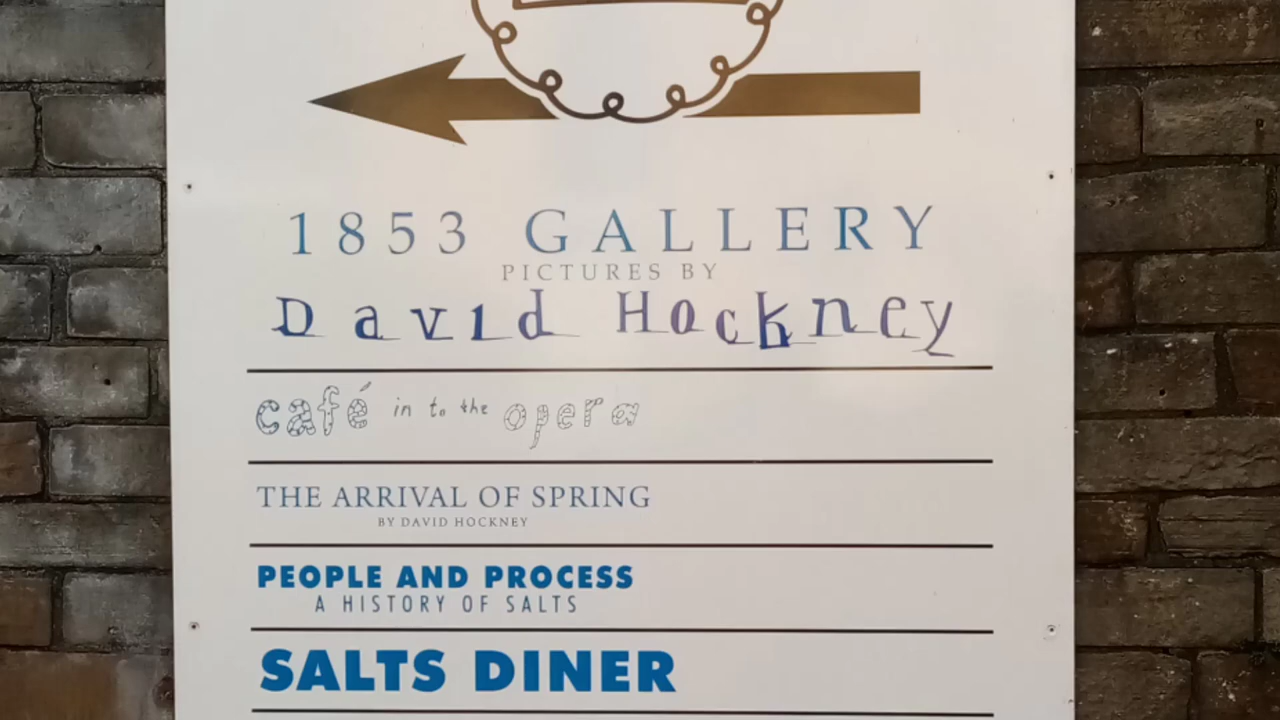 1853 GALLERY
PICTURES BY
David Hockney
café in to the opera
THE ARRIVAL OF SPRING
BY DAVID HOCKNEY
PEOPLE AND PROCESS
A HISTORY OF SALTS
SALTS DINER